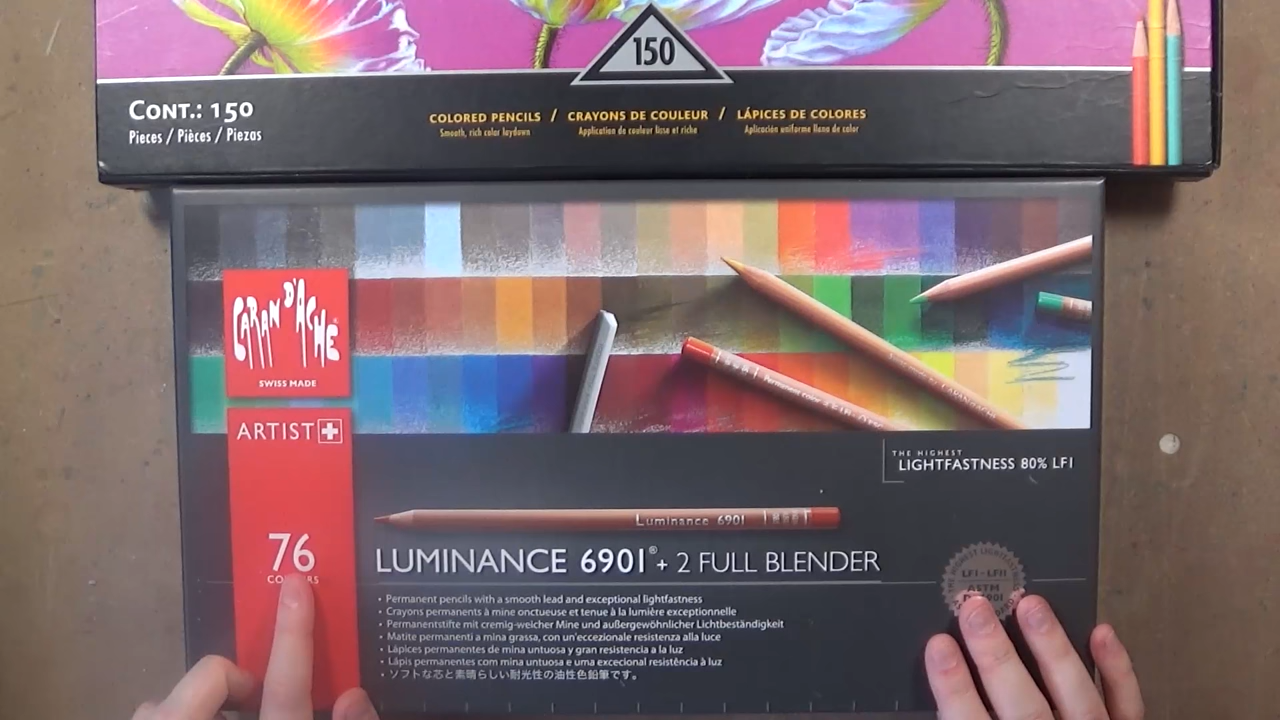 150
CONT.: 150
Pieces / Pièces / Piezas
COLORED PENCILS / CRAYONS DE COULEUR / LÁPICES DE COLORES
Smooth, rich color laydown
Application de couleur lisse et riche
Aplicación uniforme llena de color
CARAN D'ACHE
SWISS MADE
ARTIST
THE HIGHEST
LIGHTFASTNESS 80% LFI
Luminance 6901
76
LUMINANCE 6901® + 2 FULL BLENDER
• Permanent pencils with a smooth lead and exceptional lightfastness
• Crayons permanents à mine onctueuse et tenue à la lumière exceptionnelle
• Permanentstifte mit cremig-weicher Mine und außergewöhnlicher Lichtbeständigkeit
• Matite permanenti a mina grassa, con un'eccezionale resistenza alla luce
• Lápices permanentes de mina untuosa y gran resistencia a la luz
• Lápis permanentes com mina untuosa e uma excecional resistência à luz
• ソフトな芯と素晴らしい耐光性の油性色鉛筆です。
LFI - LFII
ASTM